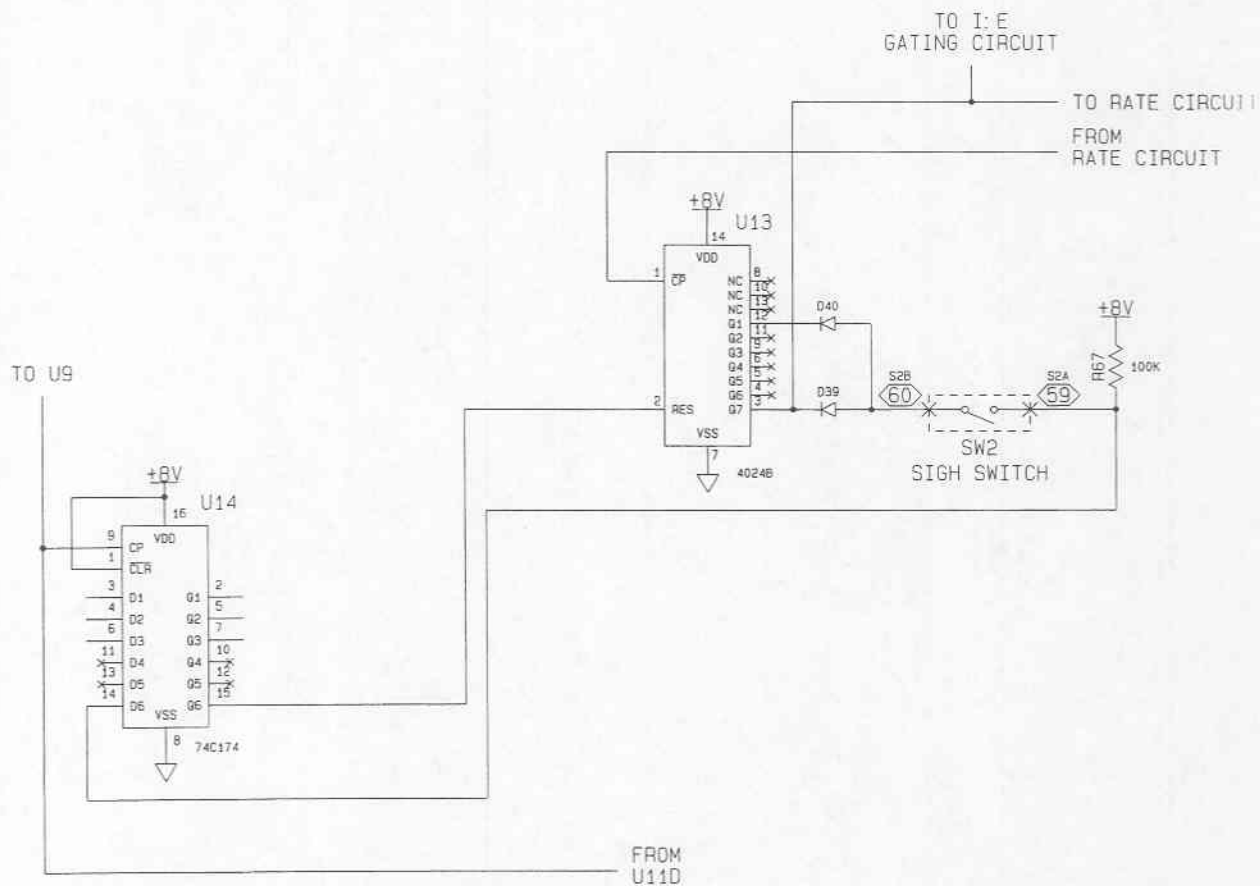 TO I:E
GATING CIRCUIT
TO RATE CIRCUIT
FROM
RATE CIRCUIT
+8V
U13
14
VDD
1
CP
8
NC
10
NC
13
NC
12
Q1
11
Q2
9
Q3
6
Q4
5
Q5
4
Q6
3
Q7
2
RES
VSS
7
4024B
D40
D39
S2B
60
S2A
59
SW2
SIGH SWITCH
+8V
R67
100K
TO U9
+8V
U14
16
VDD
9
CP
1
CLR
3
D1
4
D2
6
D3
11
D4
13
D5
14
D6
2
Q1
5
Q2
7
Q3
10
Q4
12
Q5
15
Q6
VSS
8
74C174
FROM
U11D